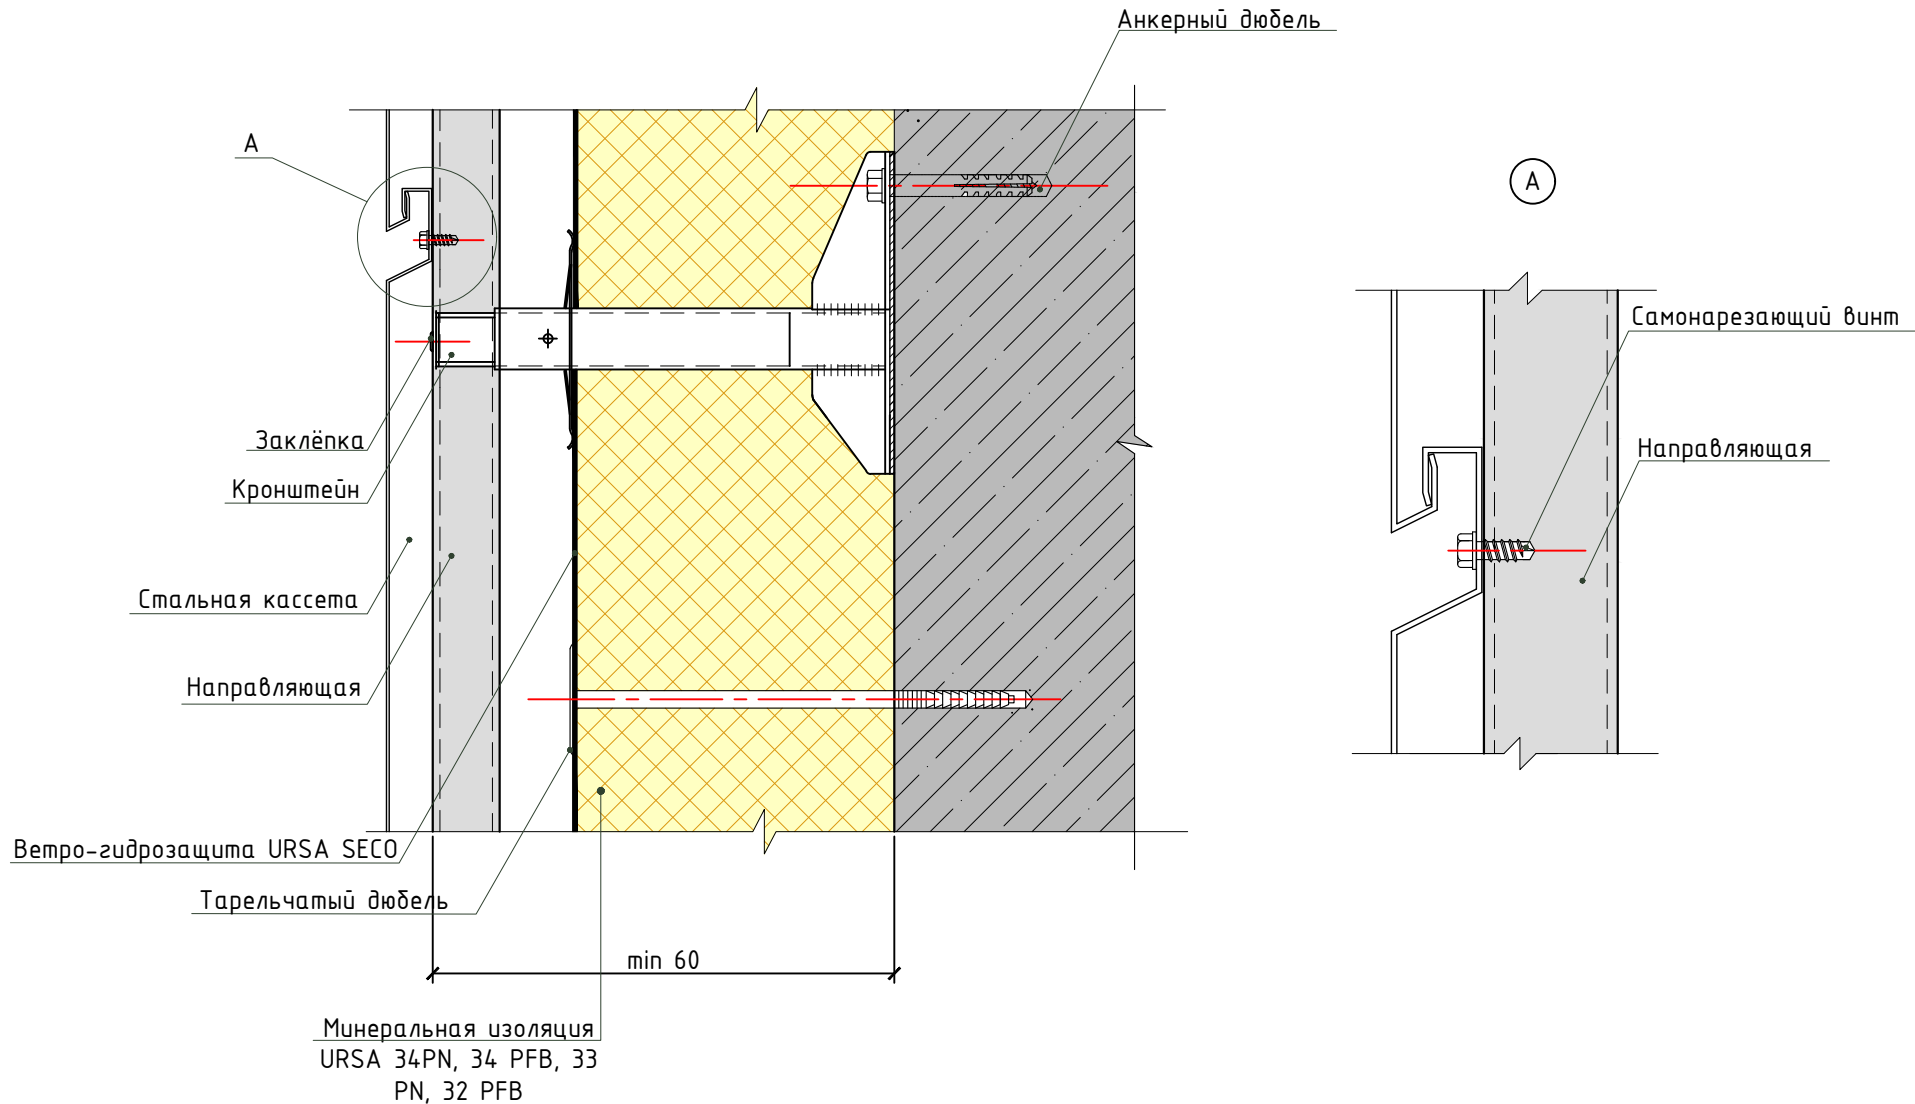 Анкерный дюбель
А
А
Самонарезающий винт
Направляющая
Заклёпка
Кронштейн
Стальная кассета
Направляющая
Ветро-гидрозащита URSA SECO
Тарельчатый дюбель
min 60
Минеральная изоляция
URSA 34PN, 34 PFB, 33
PN, 32 PFB